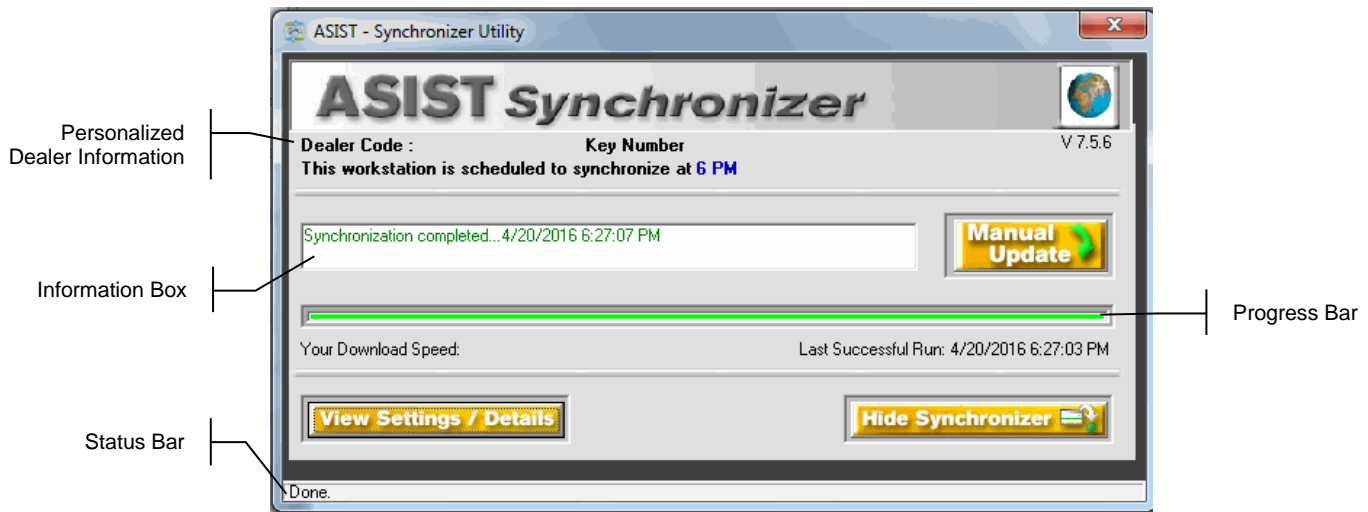 ASIST - Synchronizer Utility
ASIST Synchronizer
Personalized
Dealer Information
Dealer Code :
Key Number
V 7.5.6
This workstation is scheduled to synchronize at 6 PM
Synchronization completed...4/20/2016 6:27:07 PM
Manual
Update
Information Box
Progress Bar
Your Download Speed:
Last Successful Run: 4/20/2016 6:27:03 PM
View Settings / Details
Hide Synchronizer
Status Bar
Done.